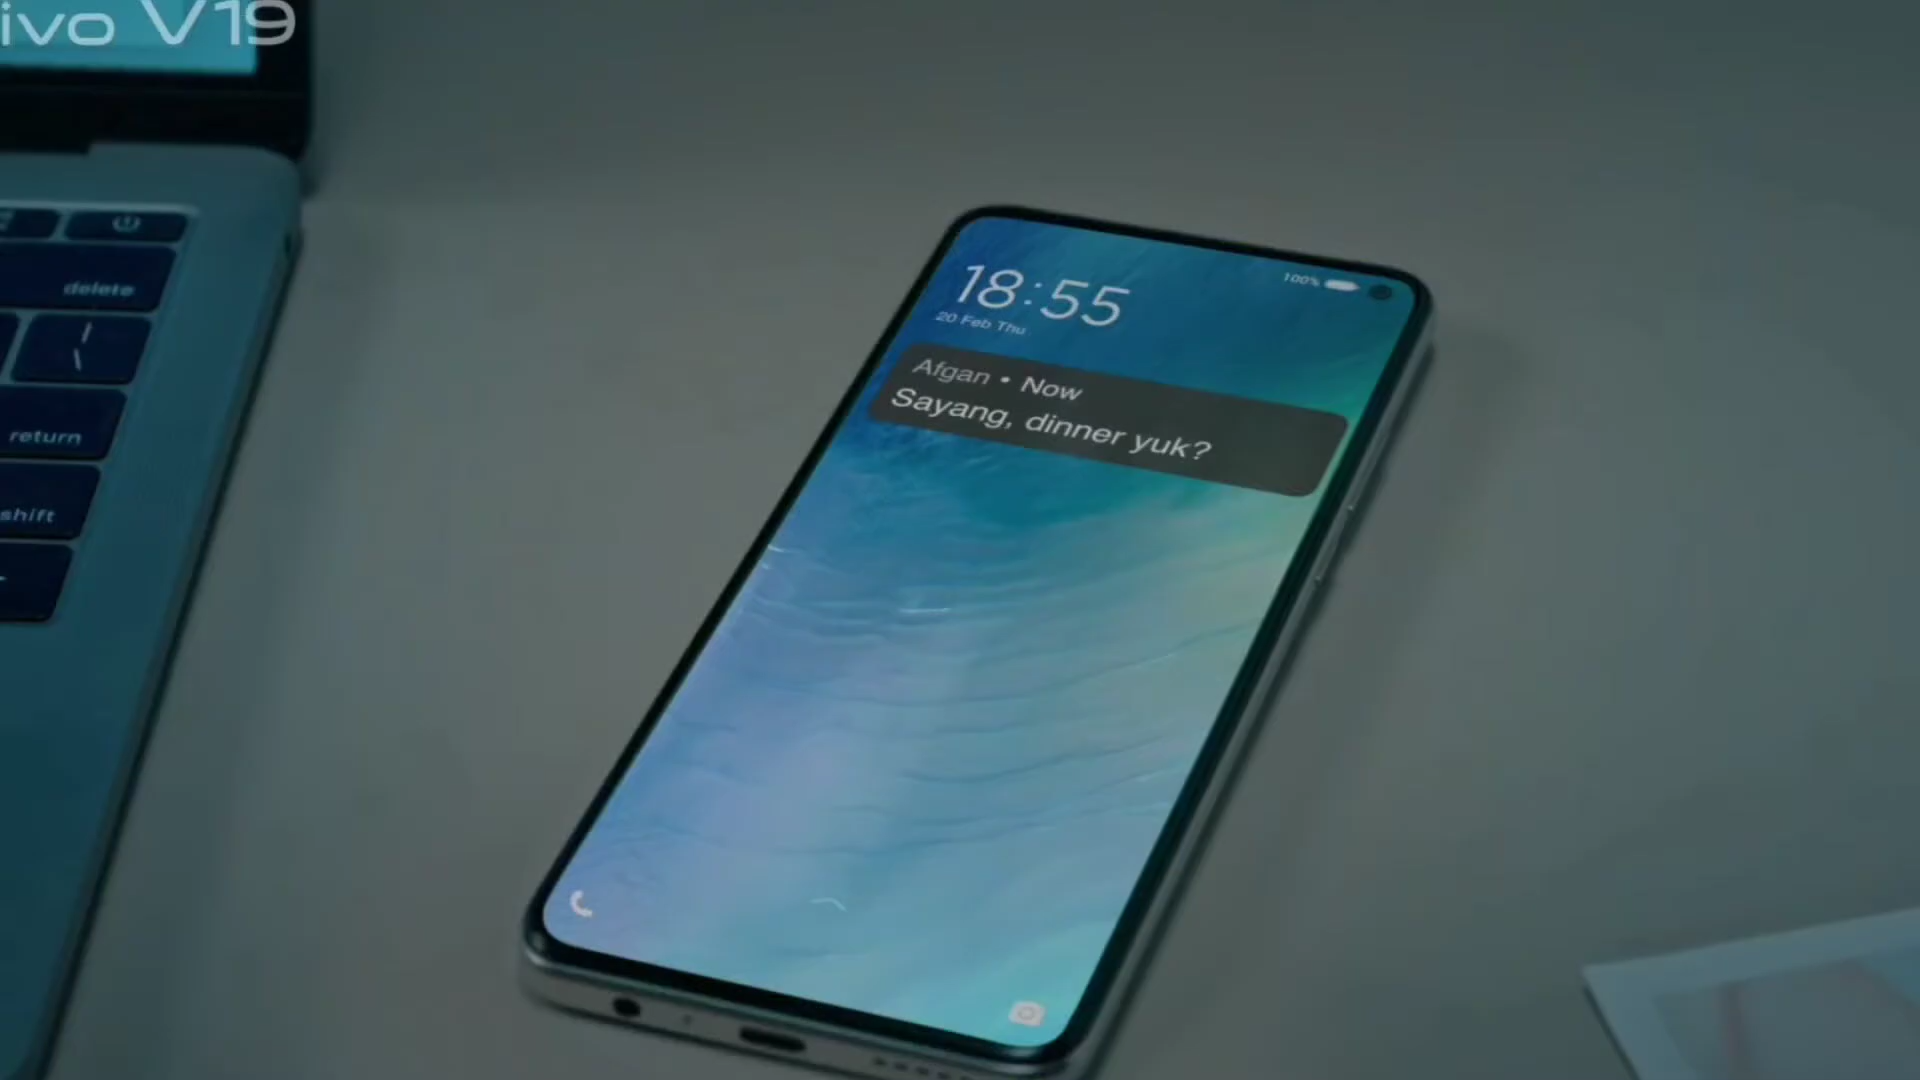 ivo V19
delete
return
shift
18:55
100%
20 Feb Thu
Afgan • Now
Sayang, dinner yuk?